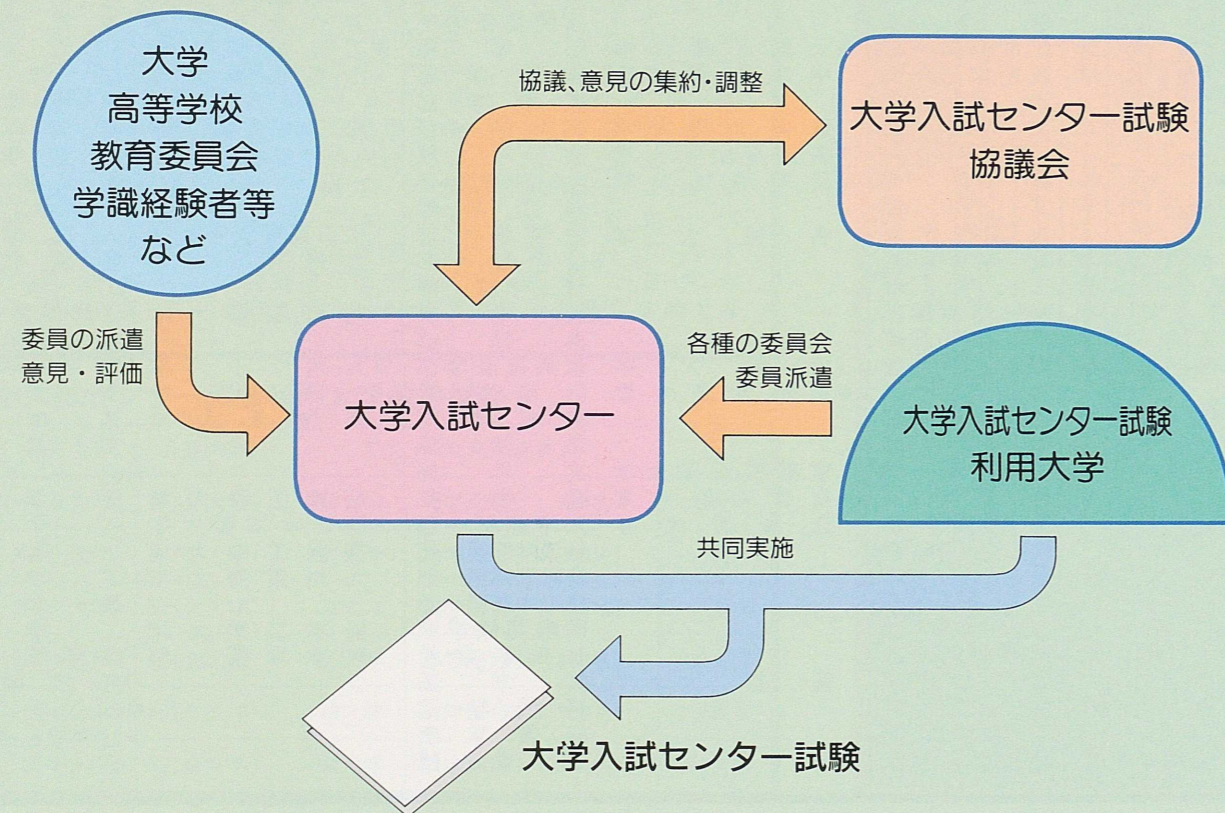 大学
高等学校
教育委員会
学識経験者等
など
協議、意見の集約・調整
大学入試センター試験
協議会
委員の派遣
意見・評価
大学入試センター
各種の委員会
委員派遣
大学入試センター試験
利用大学
共同実施
大学入試センター試験